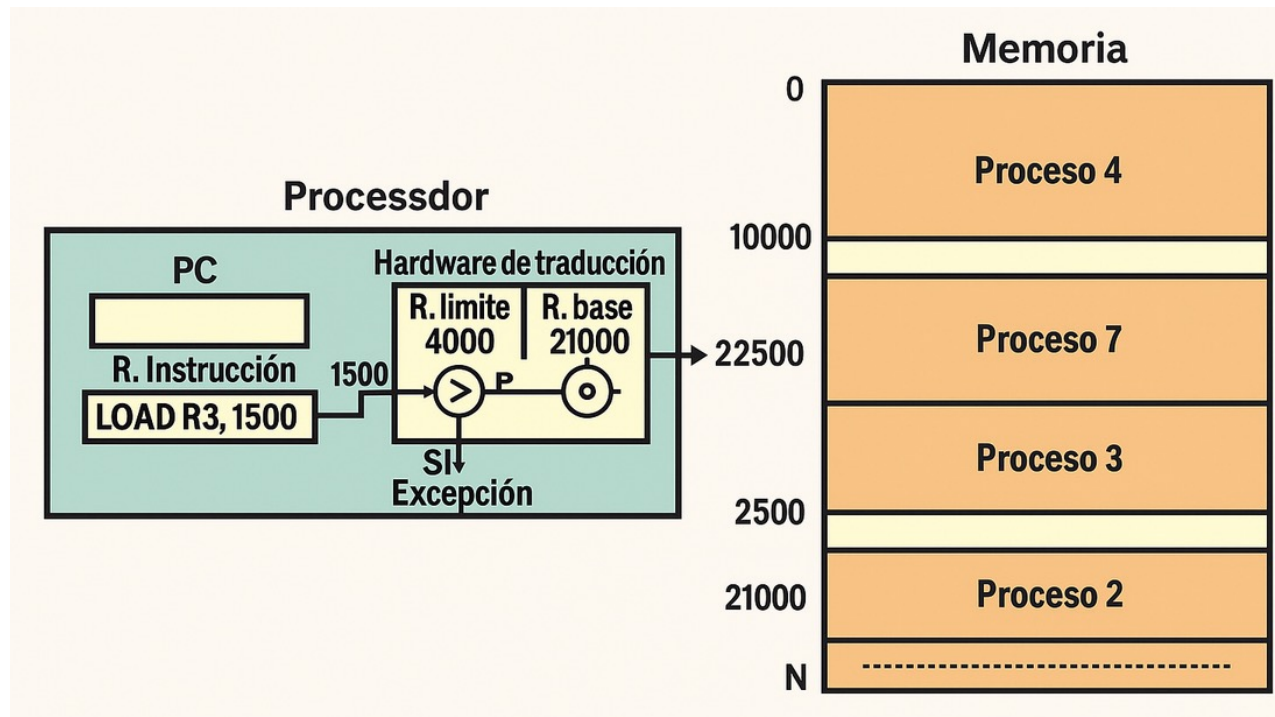 Processdor
PC
R. Instrucción
LOAD R3, 1500
1500
Hardware de traducción
R. limite
4000
R. base
21000
>
P
SI
Excepción
22500
Memoria
0
Proceso 4
10000
Proceso 7
Proceso 3
2500
Proceso 2
21000
N